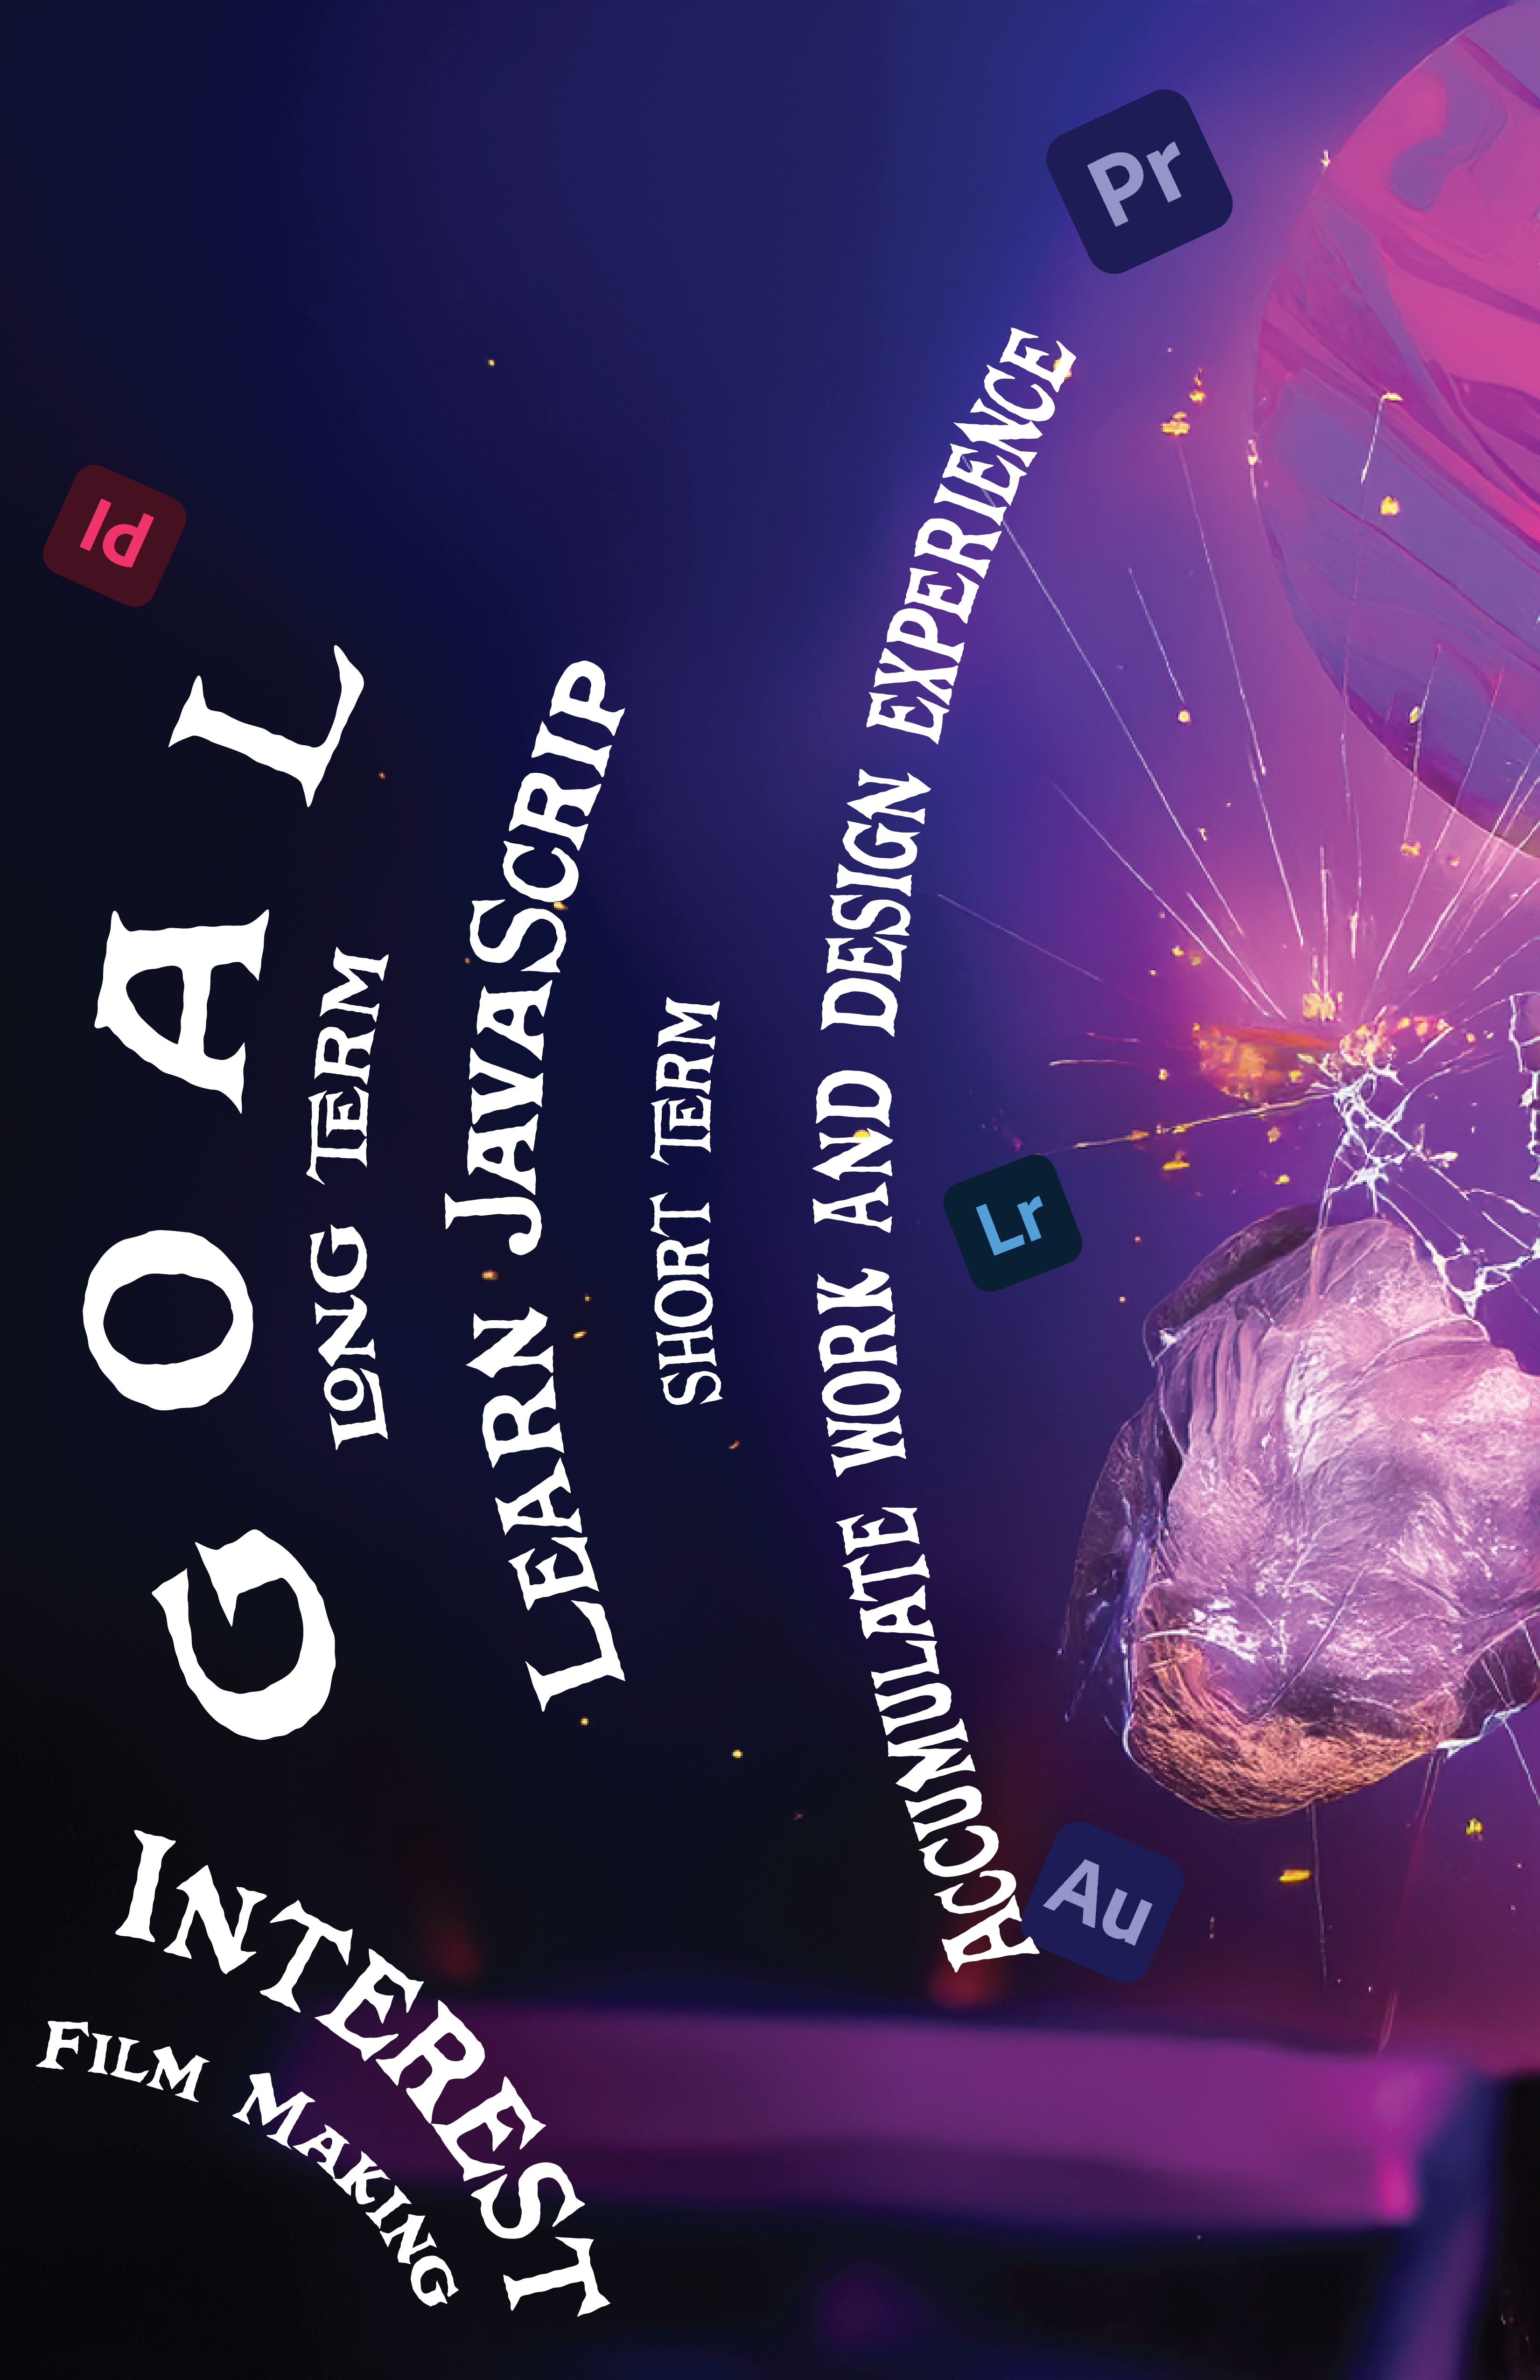 GOAL
LONG TERM
LEARN JAVASCRIP
SHORT TERM
ACCUMULATE WORK AND DESIGN EXPERIENCE
INTEREST
FILM MAKING
Id
Pr
Lr
Au